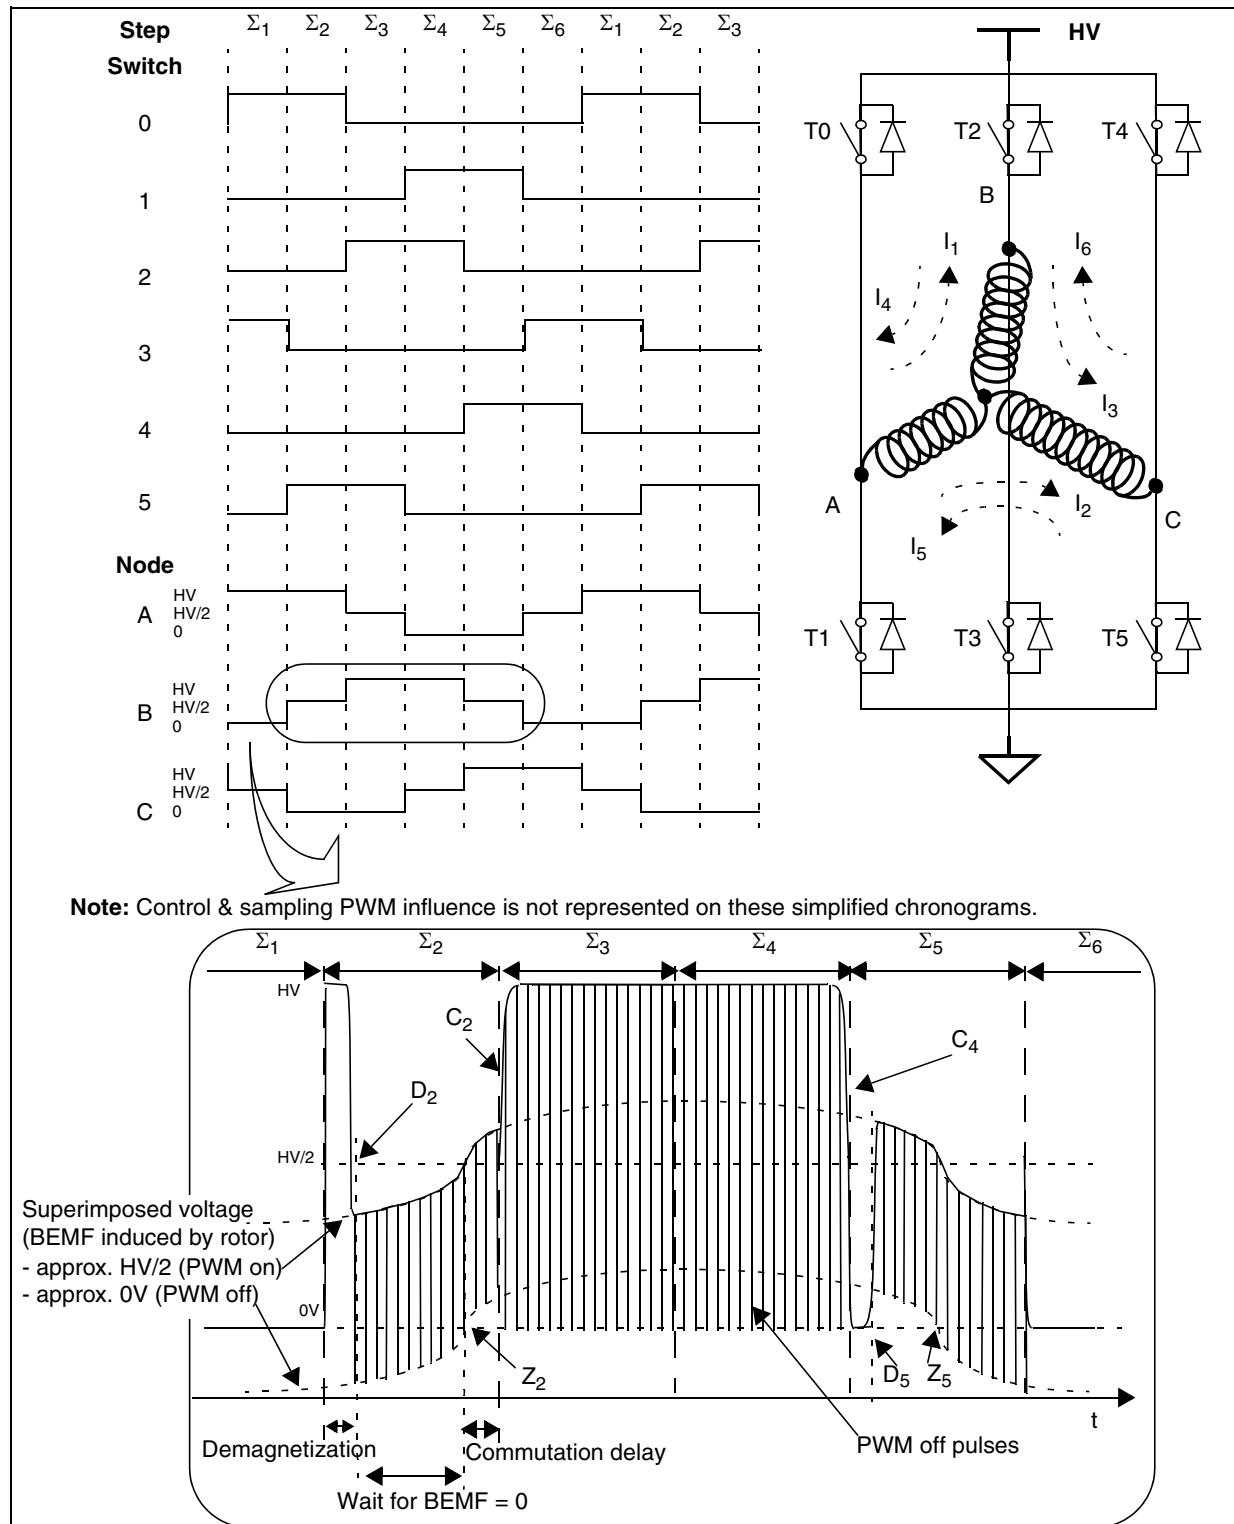 Step Σ1 Σ2 Σ3 Σ4 Σ5 Σ6 Σ1 Σ2 Σ3
Switch
0
1
2
3
4
5
Node
A HV
HV/2
0
B HV
HV/2
0
C HV
HV/2
0
HV
T0 T2 T4
B
I1 I6
I4
I3
A
I2
C
I5
T1 T3 T5
Note: Control & sampling PWM influence is not represented on these simplified chronograms.
Σ1 Σ2 Σ3 Σ4 Σ5 Σ6
HV
C2
C4
D2
HV/2
Superimposed voltage
(BEMF induced by rotor)
- approx. HV/2 (PWM on)
- approx. 0V (PWM off)
0V
Z2
D5 Z5
t
Demagnetization
Commutation delay
PWM off pulses
Wait for BEMF = 0